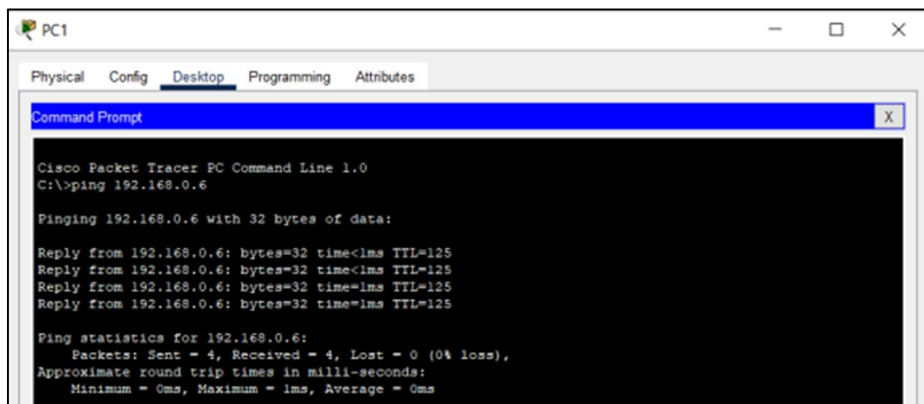 PC1
Physical Config Desktop Programming Attributes
Command Prompt X
Cisco Packet Tracer PC Command Line 1.0
C:\>ping 192.168.0.6
Pinging 192.168.0.6 with 32 bytes of data:
Reply from 192.168.0.6: bytes=32 time<1ms TTL=125
Reply from 192.168.0.6: bytes=32 time<1ms TTL=125
Reply from 192.168.0.6: bytes=32 time=1ms TTL=125
Reply from 192.168.0.6: bytes=32 time=1ms TTL=125
Ping statistics for 192.168.0.6:
Packets: Sent = 4, Received = 4, Lost = 0 (0% loss),
Approximate round trip times in milli-seconds:
Minimum = 0ms, Maximum = 1ms, Average = 0ms